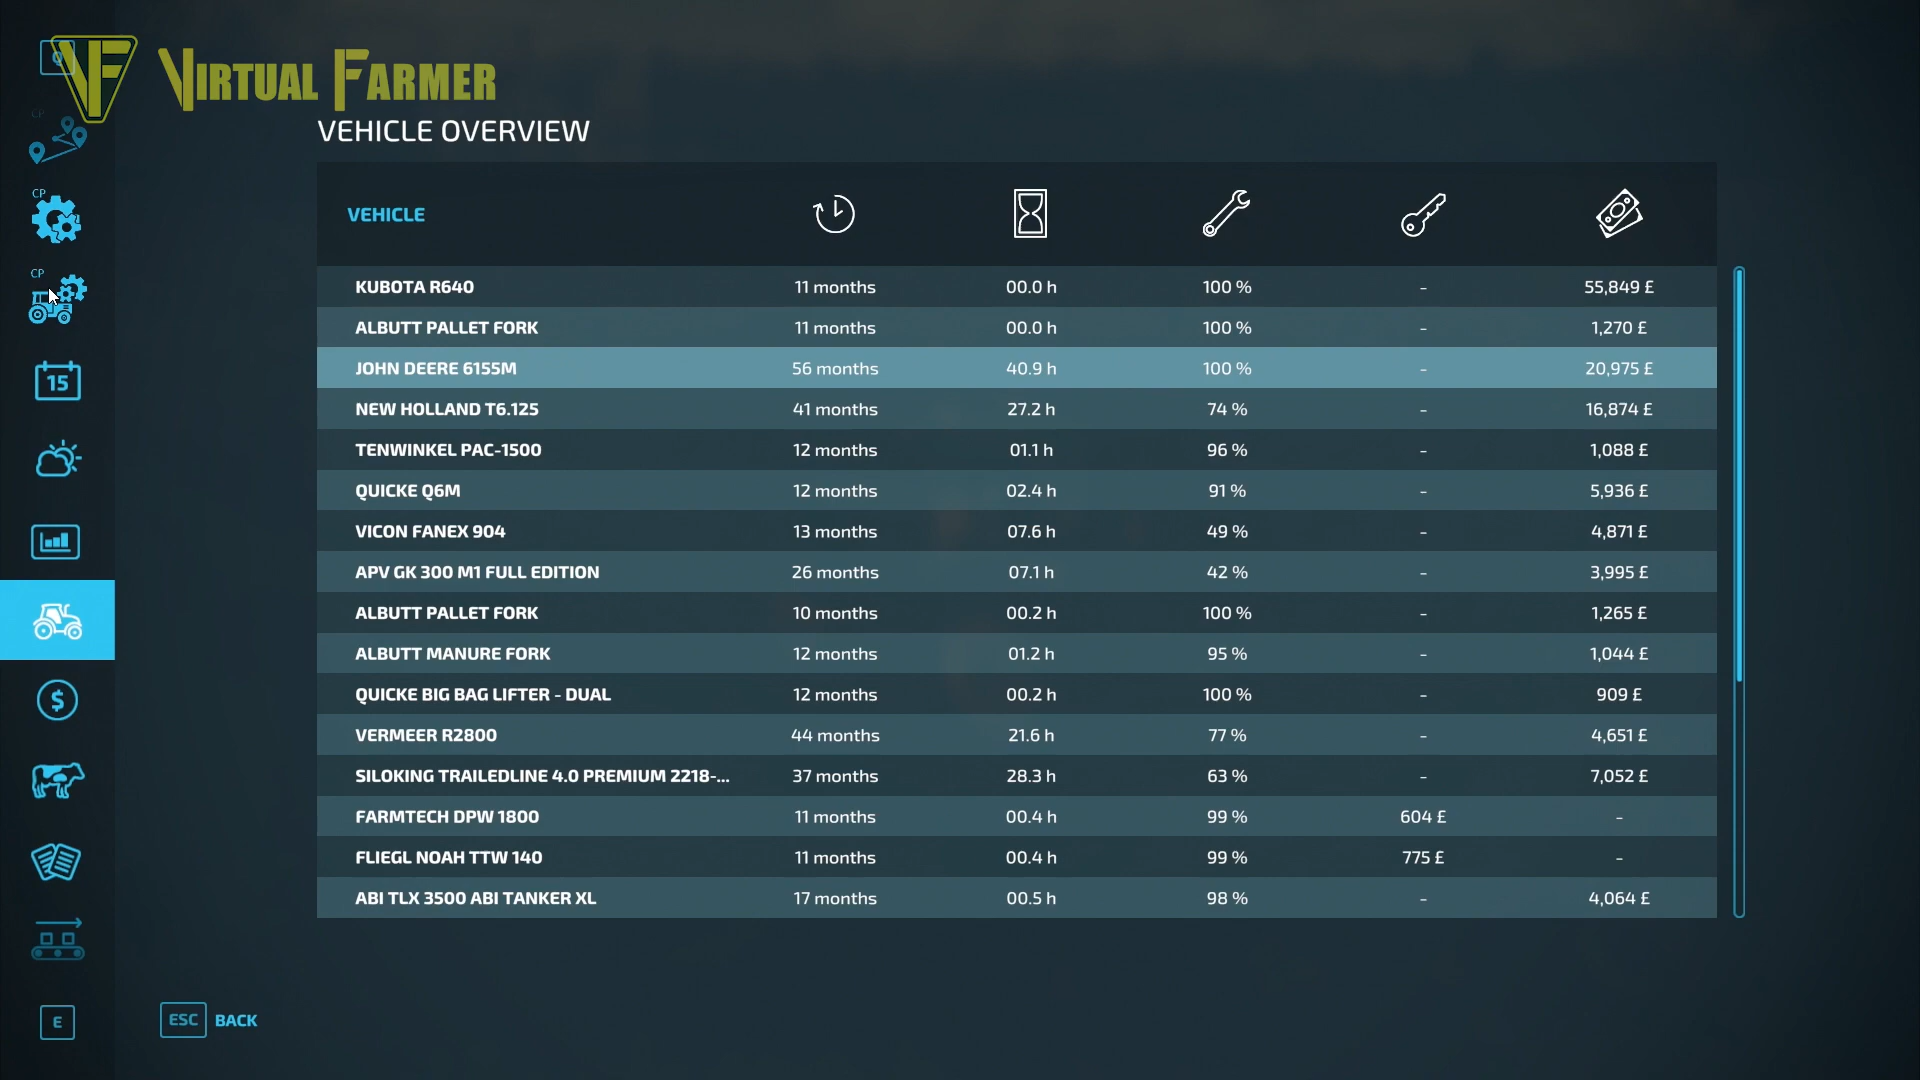 Q
VF VIRTUAL FARMER
CP
VEHICLE OVERVIEW
CP
VEHICLE
CP
KUBOTA R640 11 months 00.0 h 100 % - 55,849 £
ALBUTT PALLET FORK 11 months 00.0 h 100 % - 1,270 £
JOHN DEERE 6155M 56 months 40.9 h 100 % - 20,975 £
15
NEW HOLLAND T6.125 41 months 27.2 h 74 % - 16,874 £
TENWINKEL PAC-1500 12 months 01.1 h 96 % - 1,088 £
QUICKE Q6M 12 months 02.4 h 91 % - 5,936 £
VICON FANEX 904 13 months 07.6 h 49 % - 4,871 £
APV GK 300 M1 FULL EDITION 26 months 07.1 h 42 % - 3,995 £
ALBUTT PALLET FORK 10 months 00.2 h 100 % - 1,265 £
ALBUTT MANURE FORK 12 months 01.2 h 95 % - 1,044 £
QUICKE BIG BAG LIFTER - DUAL 12 months 00.2 h 100 % - 909 £
$
VERMEER R2800 44 months 21.6 h 77 % - 4,651 £
SILOKING TRAILEDLINE 4.0 PREMIUM 2218-... 37 months 28.3 h 63 % - 7,052 £
FARMTECH DPW 1800 11 months 00.4 h 99 % 604 £ -
FLIEGL NOAH TTW 140 11 months 00.4 h 99 % 775 £ -
ABI TLX 3500 ABI TANKER XL 17 months 00.5 h 98 % - 4,064 £
E
ESC BACK